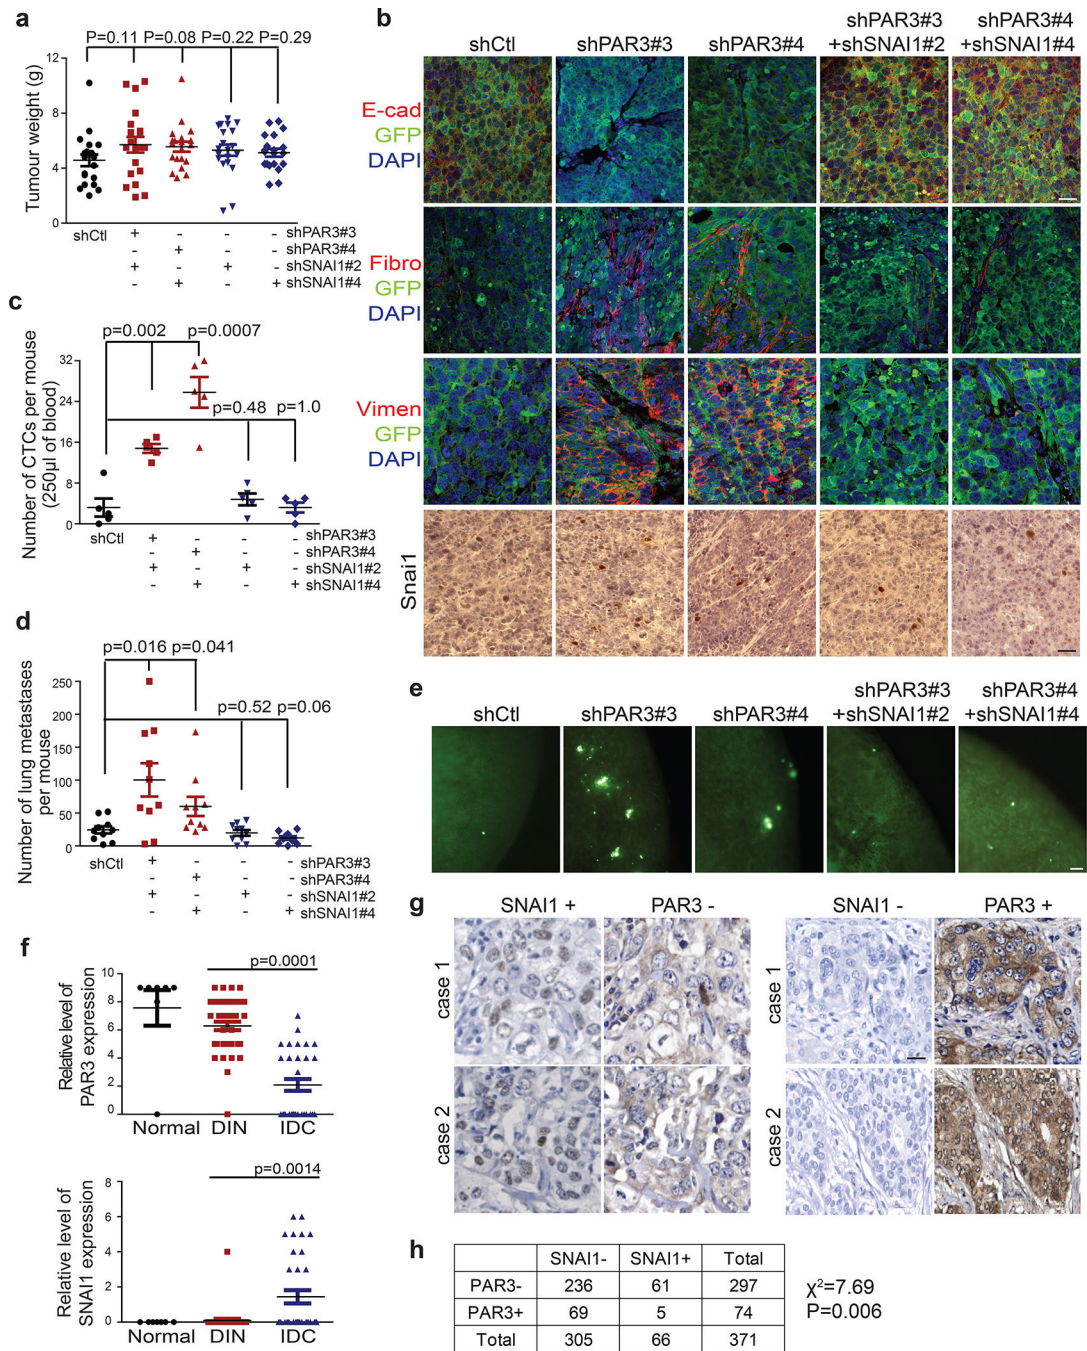 a
P=0.11 P=0.08 P=0.22 P=0.29
Tumour weight (g)
12
8
4
0
shCtl
+ - - - shPAR3#3
- + - - shPAR3#4
+ - + - shSNAI1#2
- + - + shSNAI1#4
b
shCtl shPAR3#3 shPAR3#4 shPAR3#3 +shSNAI1#2 shPAR3#4 +shSNAI1#4
E-cad
GFP
DAPI
Fibro
GFP
DAPI
Vimen
GFP
DAPI
Snai1
c
p=0.002 p=0.0007
p=0.48 p=1.0
Number of CTCs per mouse
(250µl of blood)
32
24
16
8
0
shCtl
+ - - - shPAR3#3
- + - - shPAR3#4
+ - + - shSNAI1#2
- + - + shSNAI1#4
d
p=0.016 p=0.041
p=0.52 p=0.06
Number of lung metastases
per mouse
250
200
150
100
50
0
shCtl
+ - - - shPAR3#3
- + - - shPAR3#4
+ - + - shSNAI1#2
- + - + shSNAI1#4
e
shCtl shPAR3#3 shPAR3#4 shPAR3#3 +shSNAI1#2 shPAR3#4 +shSNAI1#4
f
p=0.0001
Relative level of
PAR3 expression
10
8
6
4
2
0
Normal DIN IDC
p=0.0014
Relative level of
SNAI1 expression
8
6
4
2
0
Normal DIN IDC
g
SNAI1 + PAR3 - SNAI1 - PAR3 +
case 1
case 2
case 1
case 2
h
SNAI1- SNAI1+ Total
PAR3- 236 61 297
PAR3+ 69 5 74
Total 305 66 371
χ²=7.69
P=0.006